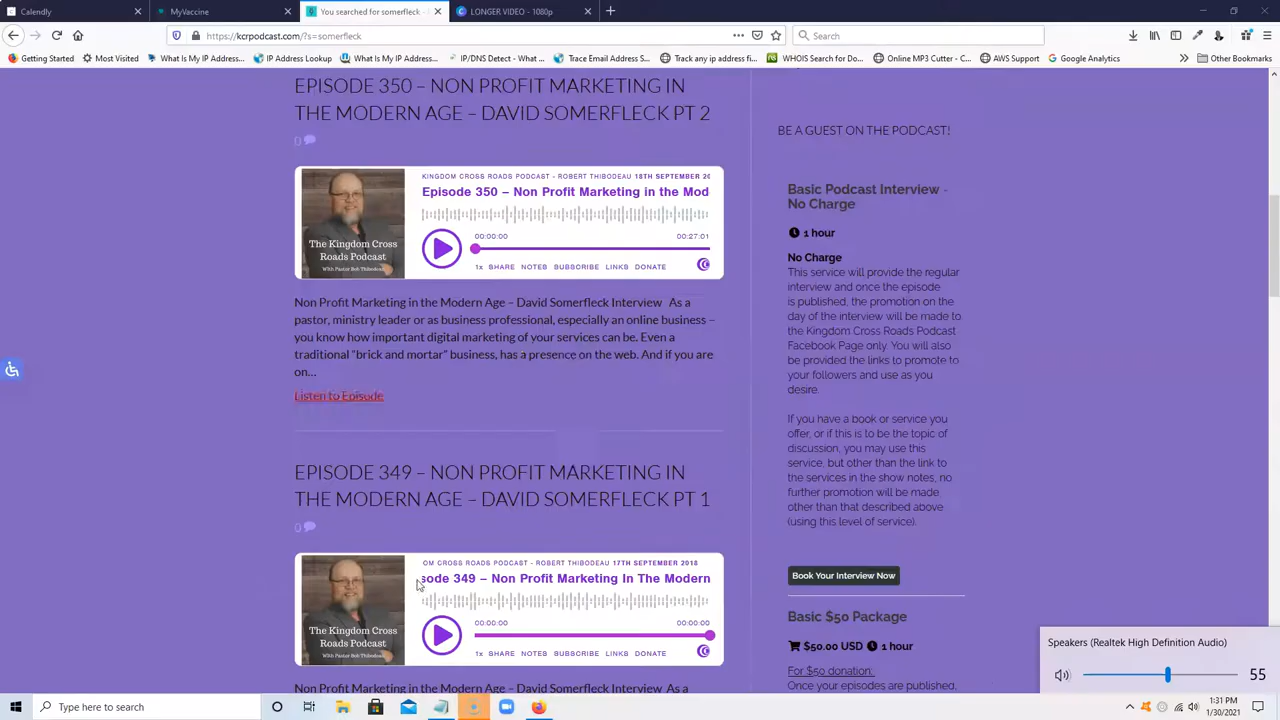 Calendly
MyVaccine
You searched for somerfleck -
LONGER VIDEO - 1080p
https://kcrpodcast.com/?s=somerfleck
Search
Getting Started
Most Visited
What Is My IP Address...
IP Address Lookup
What Is My IP Address...
IP/DNS Detect - What ...
Trace Email Address S...
Track any ip address fi...
WHOIS Search for Do...
Online MP3 Cutter - C...
AWS Support
Google Analytics
Other Bookmarks
EPISODE 350 – NON PROFIT MARKETING IN
THE MODERN AGE – DAVID SOMERFLECK PT 2
0
KINGDOM CROSS ROADS PODCAST - ROBERT THIBODEAU 18TH SEPTEMBER 20
Episode 350 – Non Profit Marketing in the Mod
00:00:00
00:27:01
The Kingdom Cross
Roads Podcast
With Pastor Bob Thibodeau
1x SHARE NOTES SUBSCRIBE LINKS DONATE
Non Profit Marketing in the Modern Age – David Somerfleck Interview As a
pastor, ministry leader or as business professional, especially an online business –
you know how important digital marketing of your services can be. Even a
traditional “brick and mortar” business, has a presence on the web. And if you are
on…
Listen to Episode
EPISODE 349 – NON PROFIT MARKETING IN
THE MODERN AGE – DAVID SOMERFLECK PT 1
0
OM CROSS ROADS PODCAST - ROBERT THIBODEAU 17TH SEPTEMBER 2018
sode 349 – Non Profit Marketing In The Modern
00:00:00
00:00:00
The Kingdom Cross
Roads Podcast
With Pastor Bob Thibodeau
1x SHARE NOTES SUBSCRIBE LINKS DONATE
Non Profit Marketing in the Modern Age – David Somerfleck Interview As a
BE A GUEST ON THE PODCAST!
Basic Podcast Interview -
No Charge
1 hour
No Charge
This service will provide the regular
interview and once the episode
is published, the promotion on the
day of the interview will be made to
the Kingdom Cross Roads Podcast
Facebook Page only. You will also
be provided the links to promote to
your followers and use as you
desire.
If you have a book or service you
offer, or if this is to be the topic of
discussion, you may use this
service, but other than the link to
the services in the show notes, no
further promotion will be made
other than that described above
(using this level of service).
Book Your Interview Now
Basic $50 Package
$50.00 USD 1 hour
For $50 donation:
Once your episodes are published,
Speakers (Realtek High Definition Audio)
55
Type here to search
1:31 PM
1/30/2021